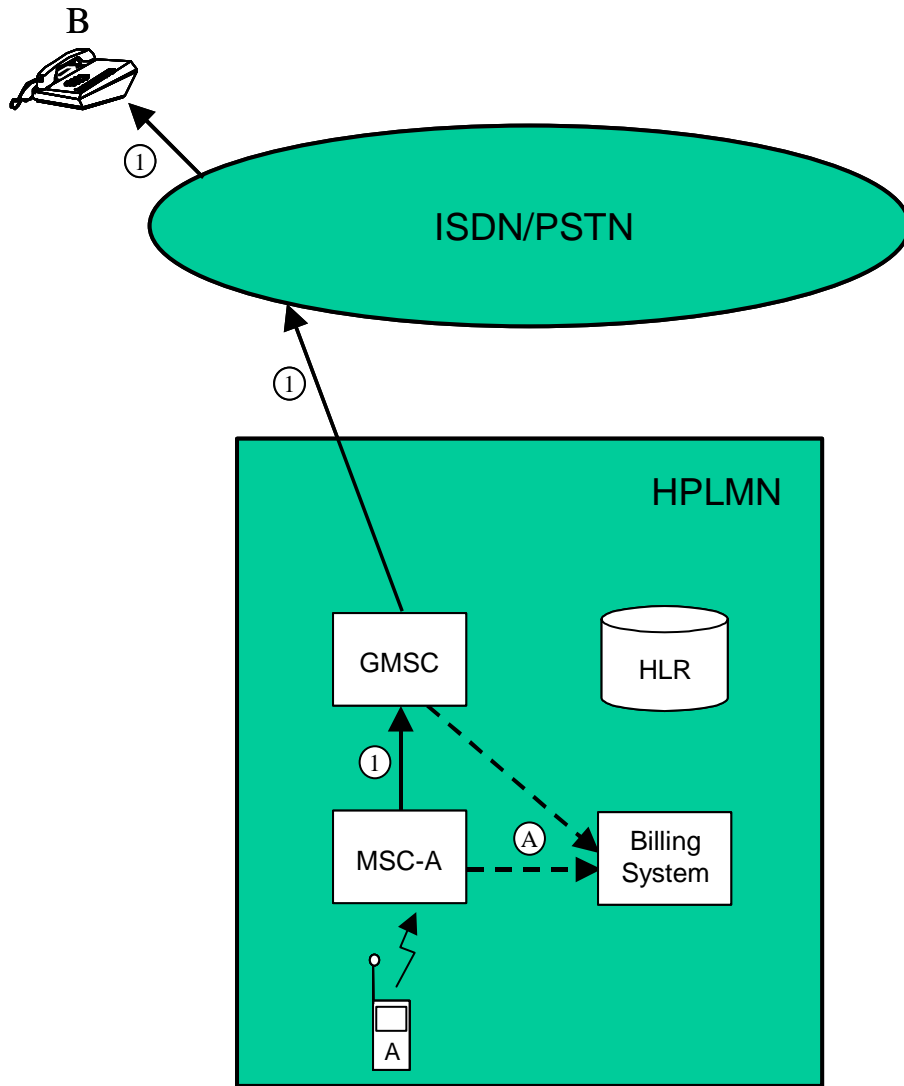 B
1
ISDN/PSTN
1
HPLMN
GMSC
HLR
1
A
MSC-A
Billing
System
A